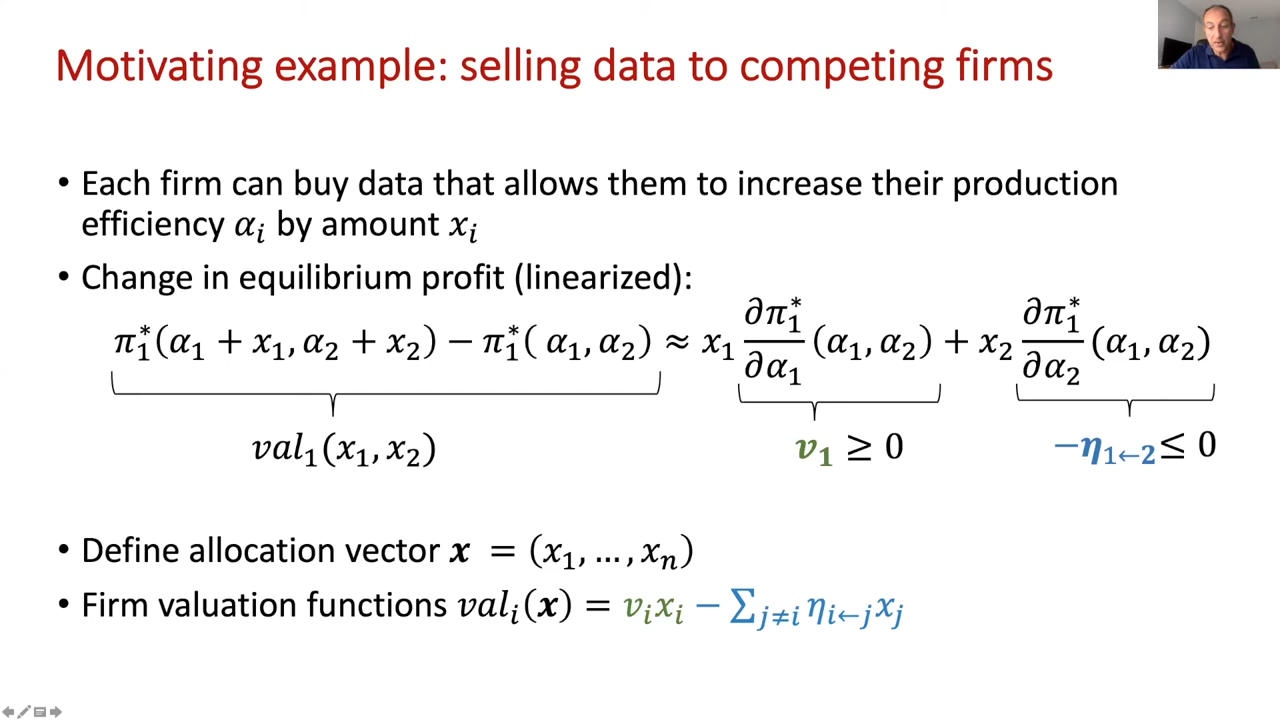 Motivating example: selling data to competing firms
• Each firm can buy data that allows them to increase their production
efficiency αᵢ by amount xᵢ
• Change in equilibrium profit (linearized):
π₁*(α₁ + x₁, α₂ + x₂) − π₁*( α₁, α₂) ≈ x₁ ∂π₁*/∂α₁ (α₁, α₂) + x₂ ∂π₁*/∂α₂ (α₁, α₂)
val₁(x₁, x₂) v₁ ≥ 0 −η₁←₂ ≤ 0
• Define allocation vector x = (x₁, … , xₙ)
• Firm valuation functions valᵢ(x) = vᵢxᵢ − ∑_{j≠i} η_{i←j}xⱼ